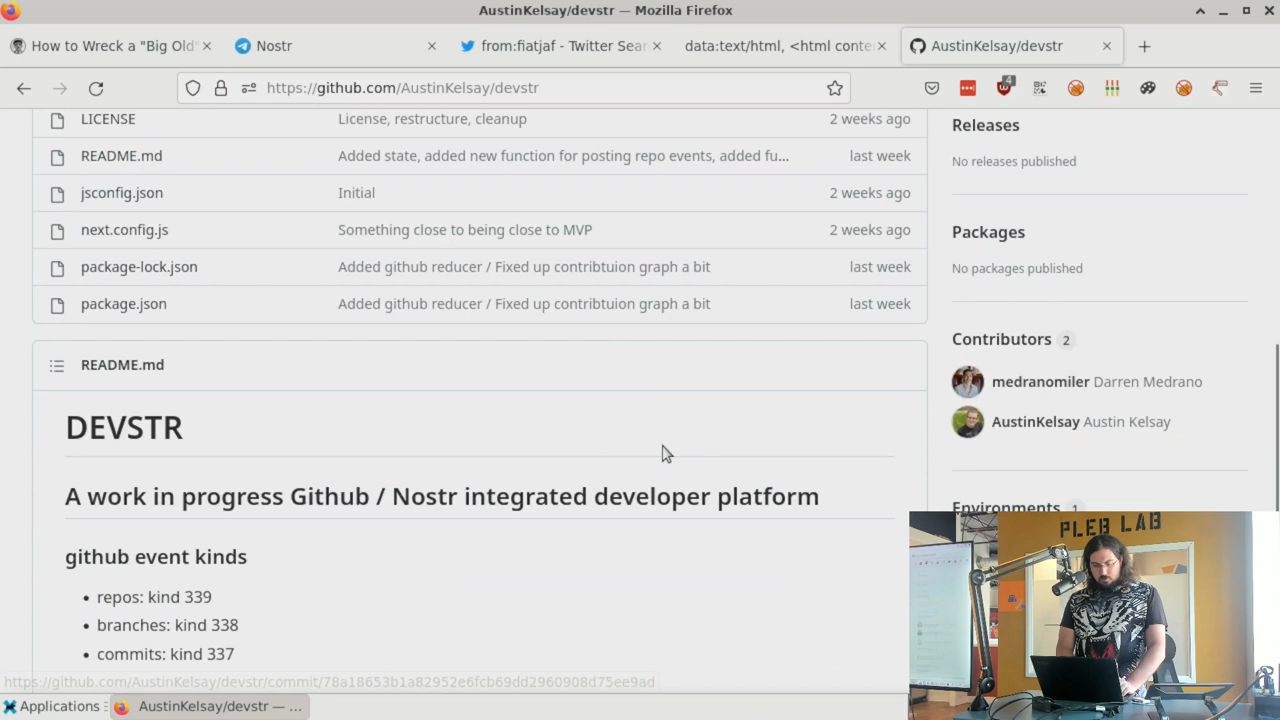 AustinKelsay/devstr — Mozilla Firefox
How to Wreck a "Big Old"
Nostr
from:fiatjaf - Twitter Sear
data:text/html, <html conte
AustinKelsay/devstr
https://github.com/AustinKelsay/devstr
4
LICENSE License, restructure, cleanup 2 weeks ago
README.md Added state, added new function for posting repo events, added fu... last week
jsconfig.json Initial 2 weeks ago
next.config.js Something close to being close to MVP 2 weeks ago
package-lock.json Added github reducer / Fixed up contribtuion graph a bit last week
package.json Added github reducer / Fixed up contribtuion graph a bit last week
README.md
DEVSTR
A work in progress Github / Nostr integrated developer platform
github event kinds
• repos: kind 339
• branches: kind 338
• commits: kind 337
https://github.com/AustinKelsay/devstr/commit/78a18653b1a82952e6fcb69dd2960908d75ee9ad
Releases
No releases published
Packages
No packages published
Contributors 2
medranomiler Darren Medrano
AustinKelsay Austin Kelsay
Environments 1
PLEB LAB
Applications
AustinKelsay/devstr — ...